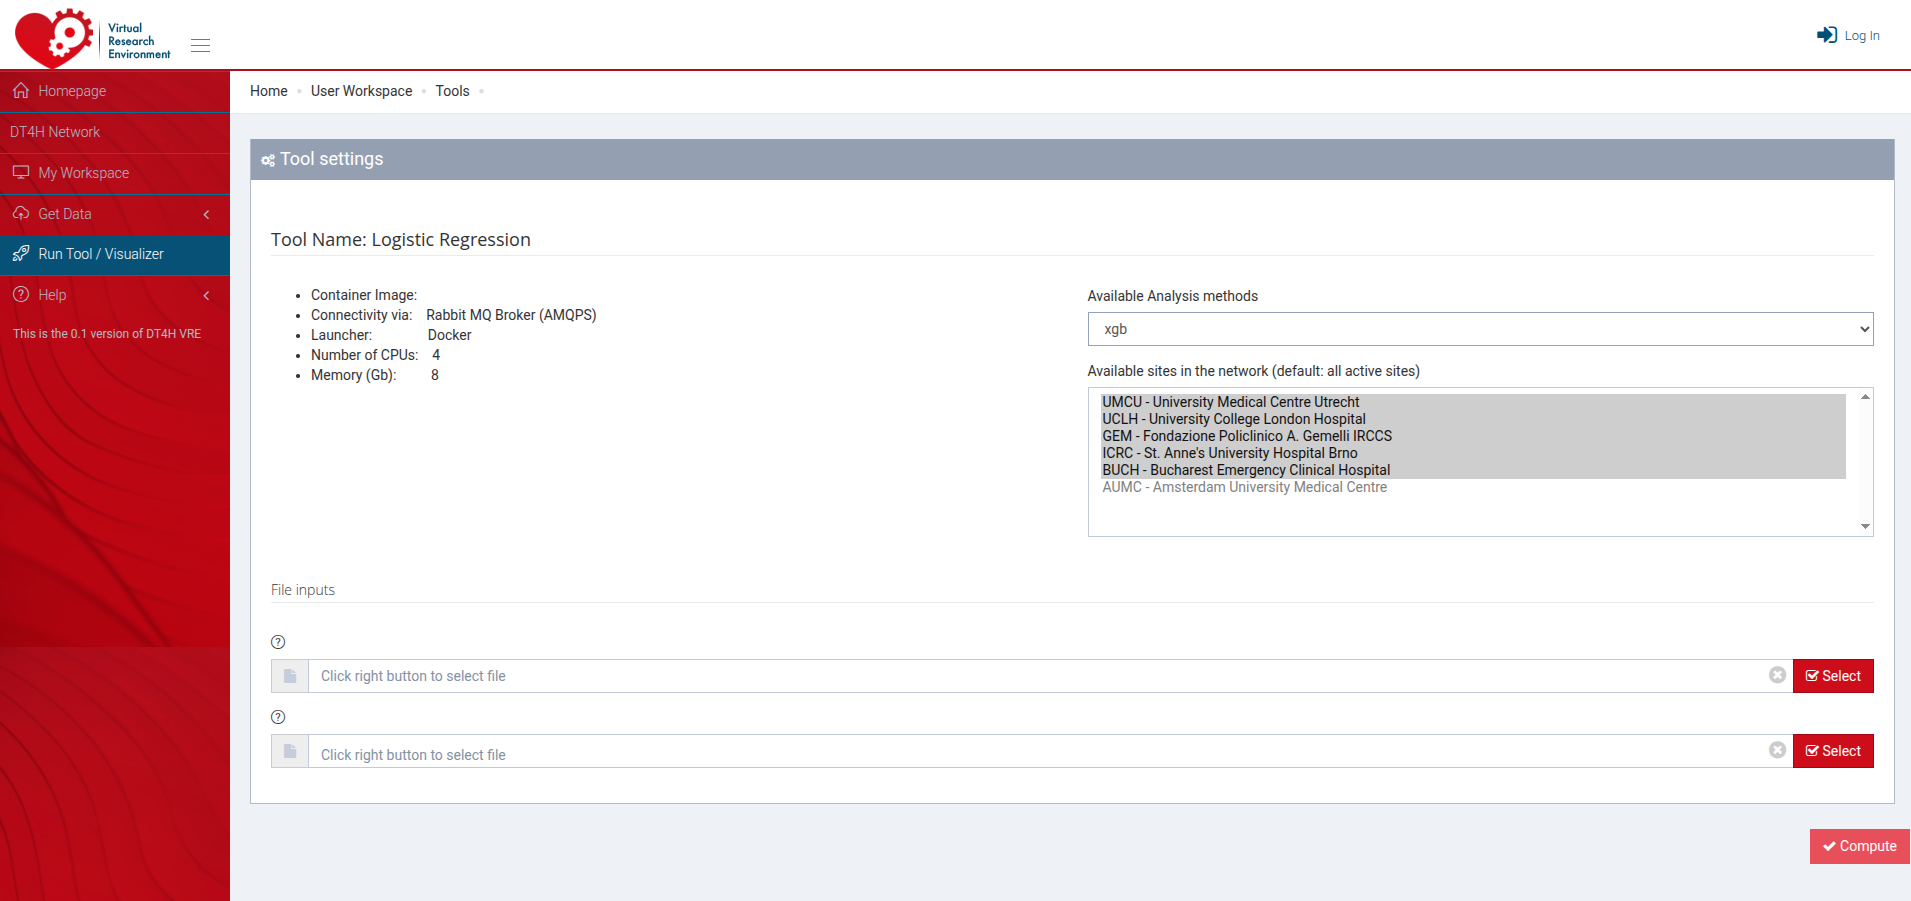 Virtual
Research
Environment
Log In
Homepage
DT4H Network
My Workspace
Get Data
Run Tool / Visualizer
Help
This is the 0.1 version of DT4H VRE
Home • User Workspace • Tools •
Tool settings
Tool Name: Logistic Regression
• Container Image:
• Connectivity via: Rabbit MQ Broker (AMQPS)
• Launcher: Docker
• Number of CPUs: 4
• Memory (Gb): 8
Available Analysis methods
xgb
Available sites in the network (default: all active sites)
UMCU - University Medical Centre Utrecht
UCLH - University College London Hospital
GEM - Fondazione Policlinico A. Gemelli IRCCS
ICRC - St. Anne's University Hospital Brno
BUCH - Bucharest Emergency Clinical Hospital
AUMC - Amsterdam University Medical Centre
File inputs
Click right button to select file
Select
Click right button to select file
Select
Compute